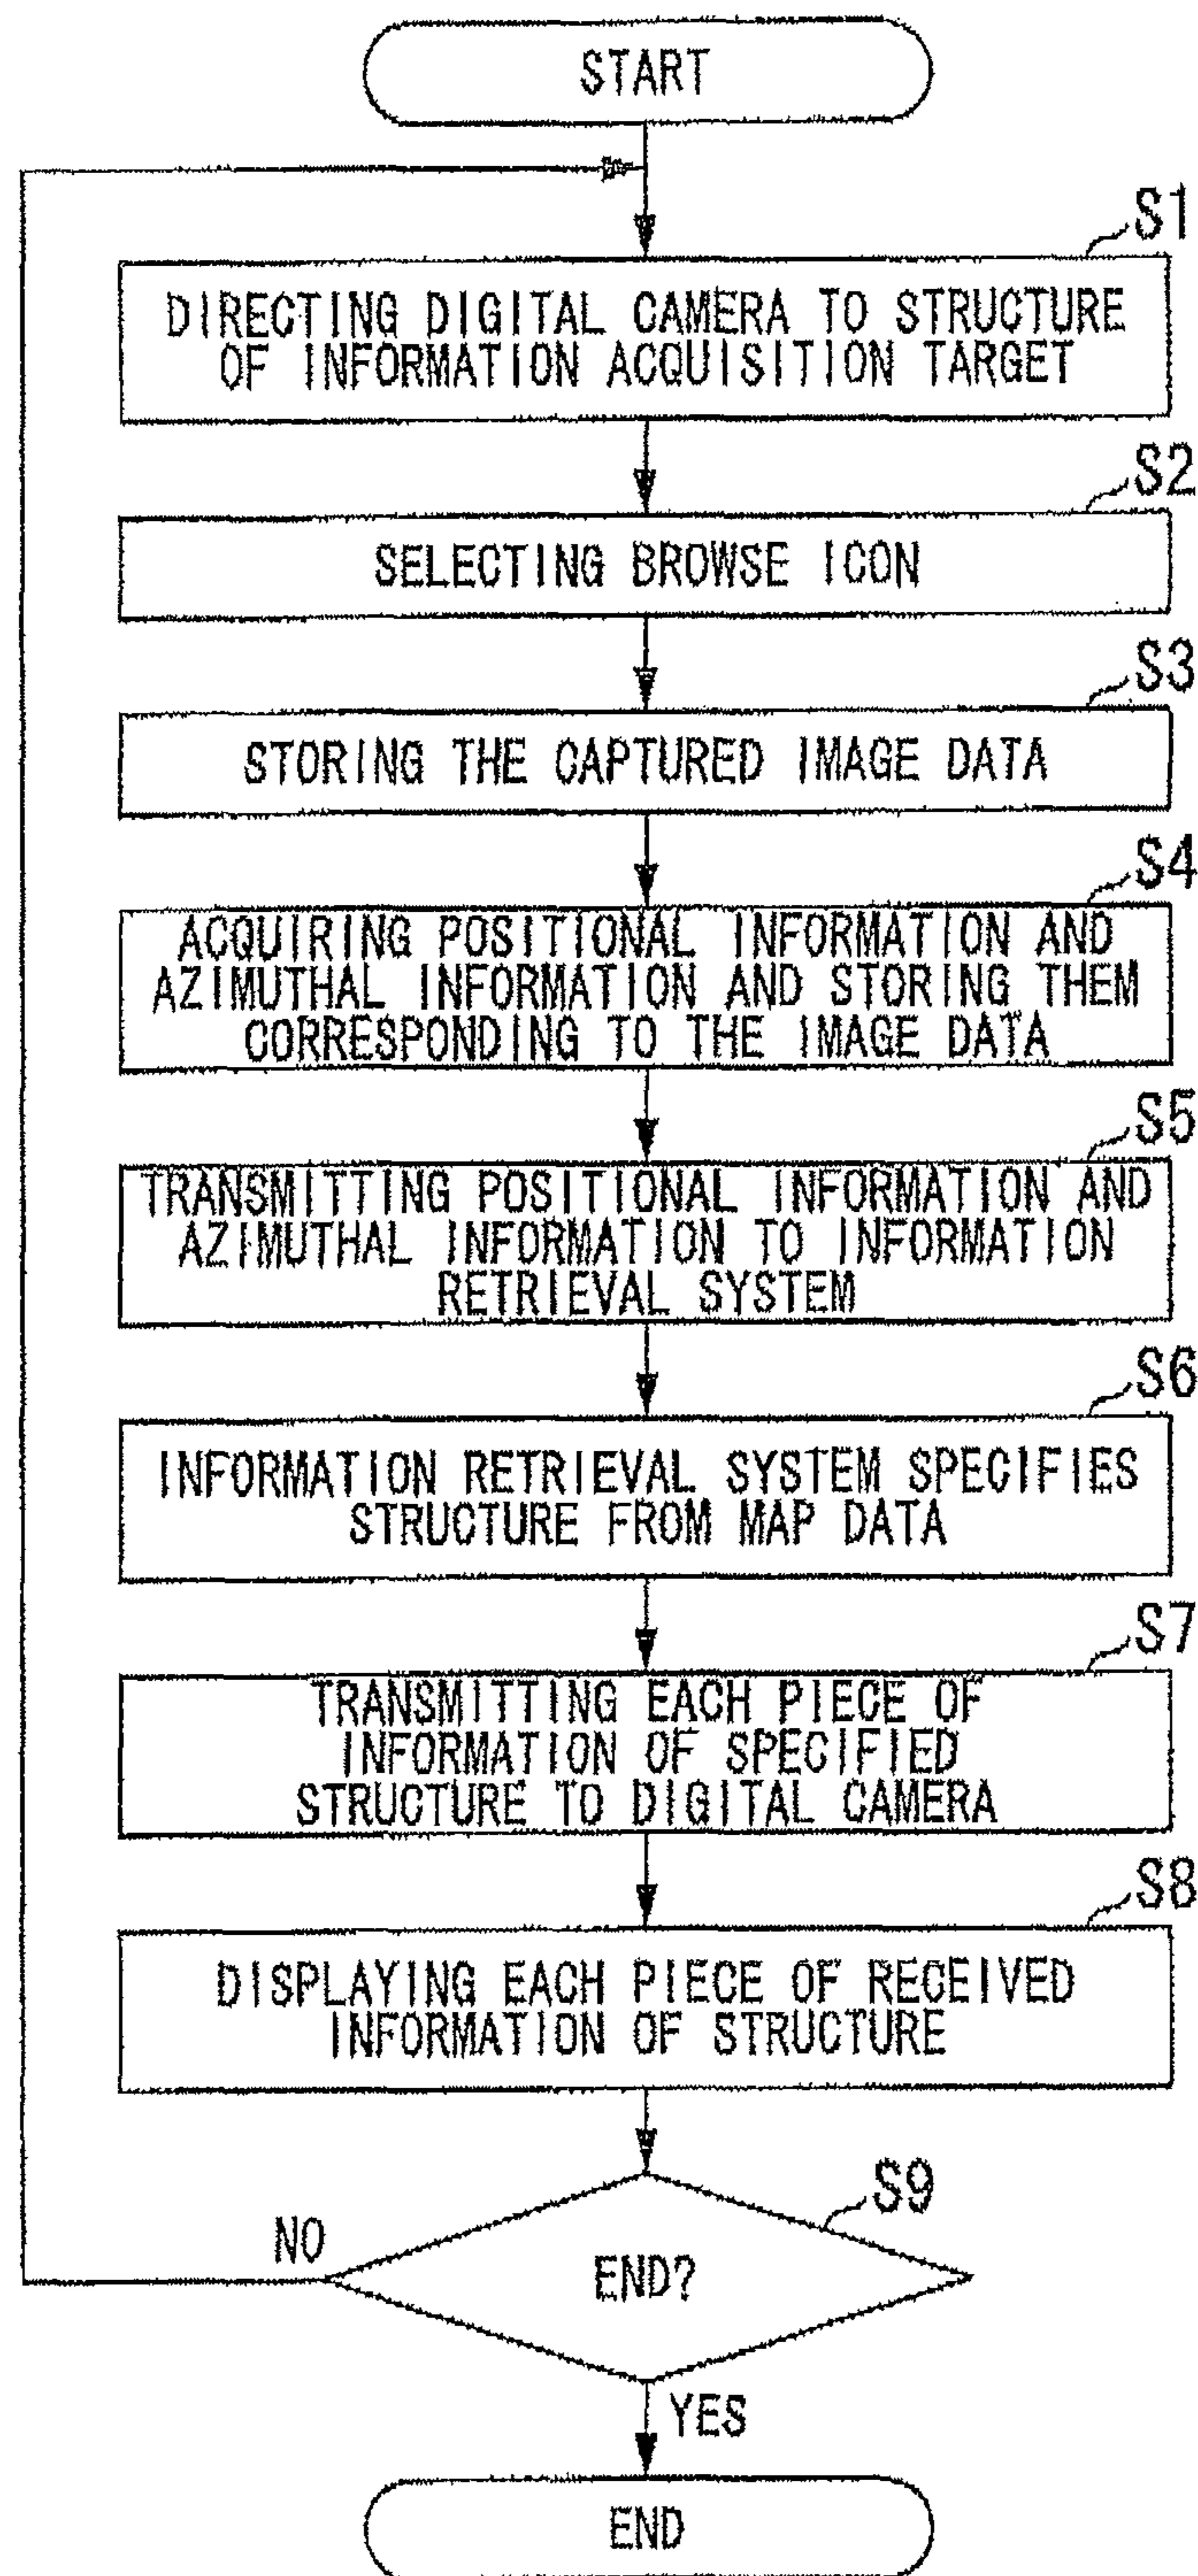 START
S1
DIRECTING DIGITAL CAMERA TO STRUCTURE
OF INFORMATION ACQUISITION TARGET
S2
SELECTING BROWSE ICON
S3
STORING THE CAPTURED IMAGE DATA
S4
ACQUIRING POSITIONAL INFORMATION AND
AZIMUTHAL INFORMATION AND STORING THEM
CORRESPONDING TO THE IMAGE DATA
S5
TRANSMITTING POSITIONAL INFORMATION AND
AZIMUTHAL INFORMATION TO INFORMATION
RETRIEVAL SYSTEM
S6
INFORMATION RETRIEVAL SYSTEM SPECIFIES
STRUCTURE FROM MAP DATA
S7
TRANSMITTING EACH PIECE OF
INFORMATION OF SPECIFIED
STRUCTURE TO DIGITAL CAMERA
S8
DISPLAYING EACH PIECE OF RECEIVED
INFORMATION OF STRUCTURE
S9
NO
END?
YES
END